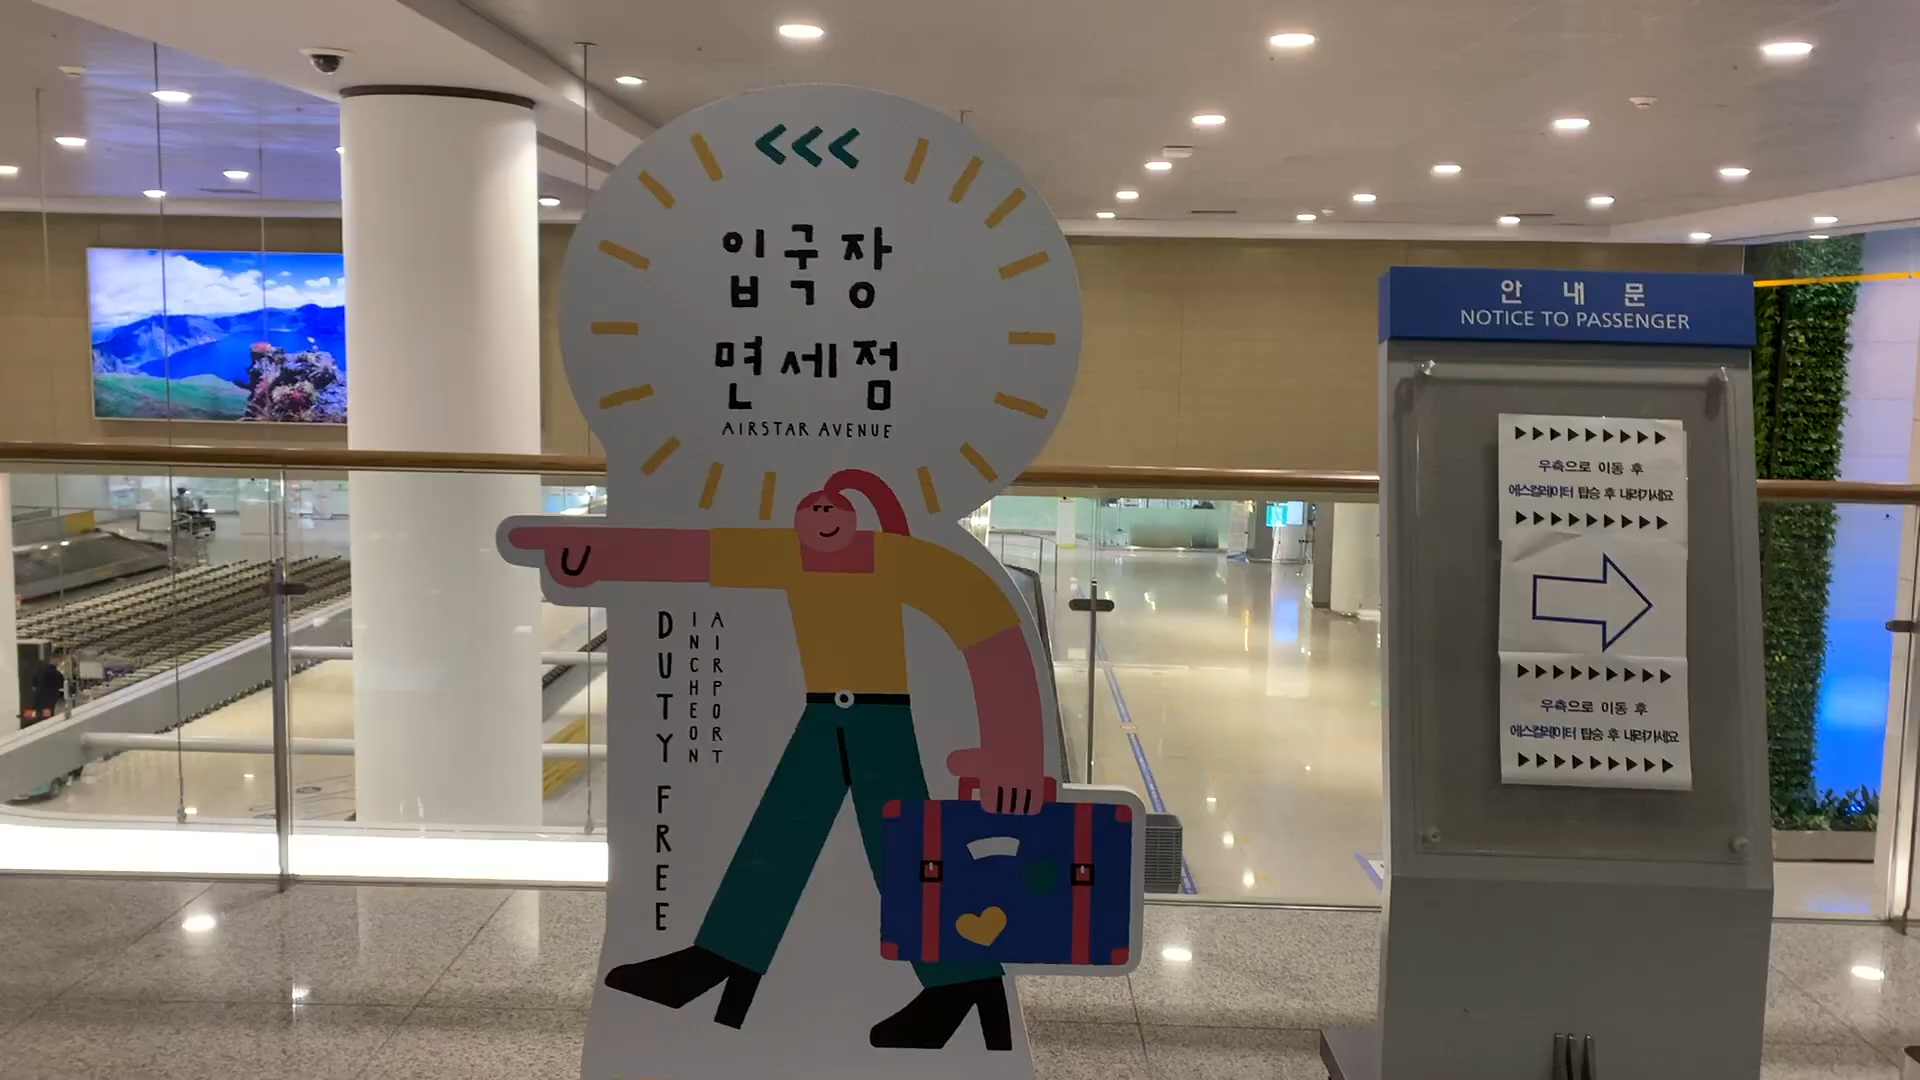 <<<
입국장
면세점
AIRSTAR AVENUE
DUTY FREE
INCHEON
AIRPORT
안 내 문
NOTICE TO PASSENGER
우측으로 이동 후
에스컬레이터 탑승 후 내려가세요
우측으로 이동 후
에스컬레이터 탑승 후 내려가세요